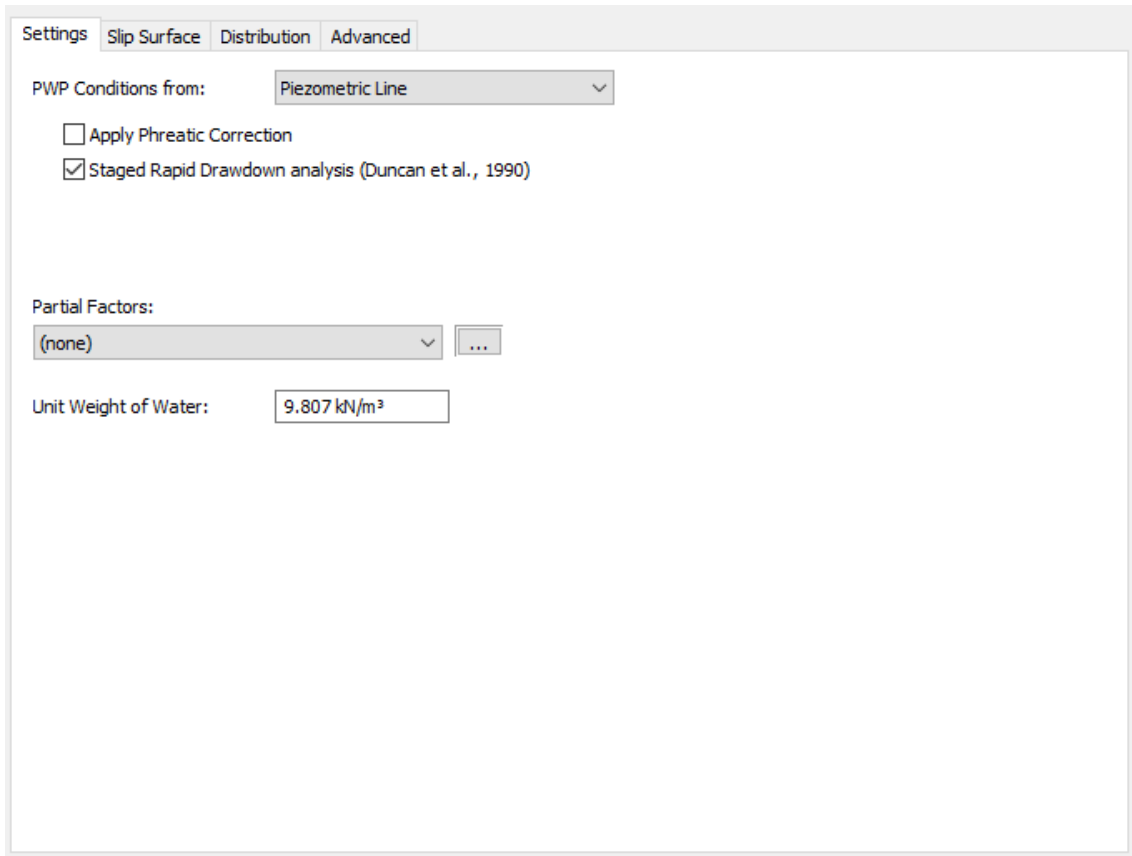 Settings Slip Surface Distribution Advanced
PWP Conditions from: Piezometric Line
Apply Phreatic Correction
Staged Rapid Drawdown analysis (Duncan et al., 1990)
Partial Factors:
(none) ...
Unit Weight of Water: 9.807 kN/m³